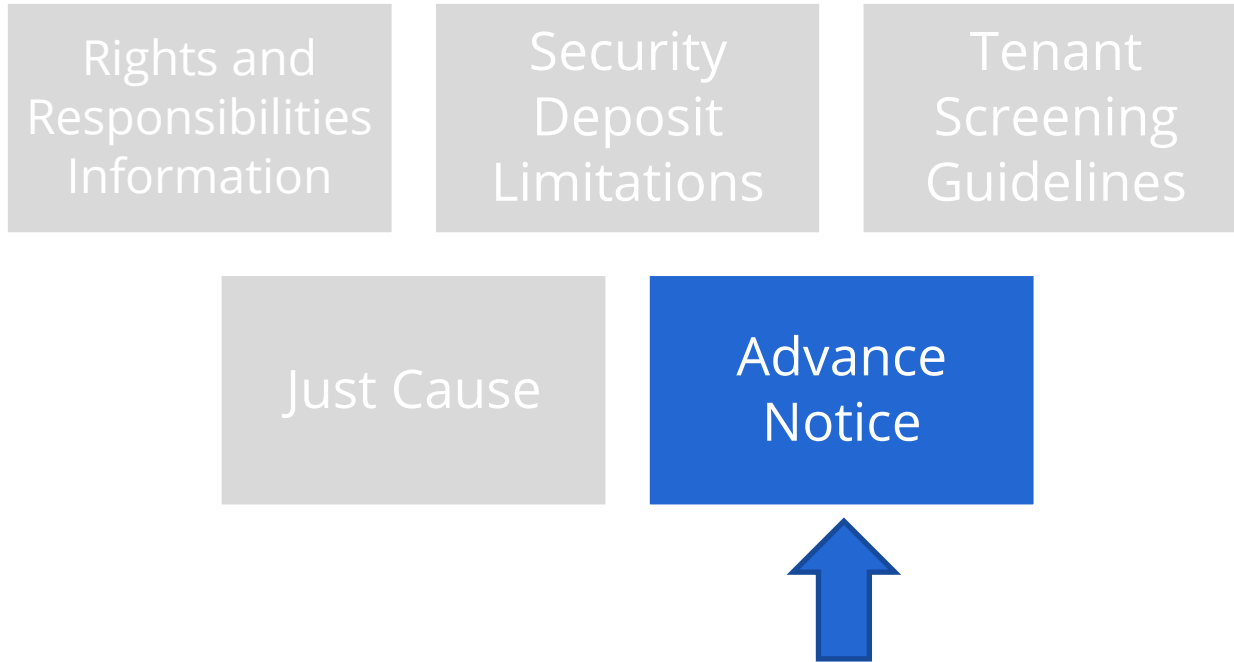 Rights and
Responsibilities
Information
Security
Deposit
Limitations
Tenant
Screening
Guidelines
Just Cause
Advance
Notice